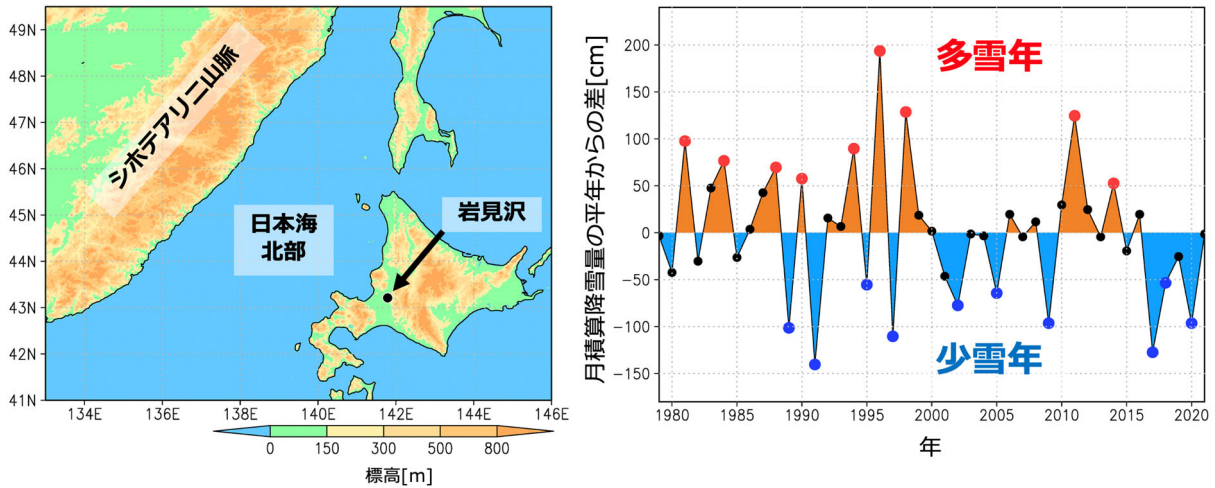 49N
48N
47N
46N
45N
44N
43N
42N
41N
シホテアリニ山脈
日本海
北部
岩見沢
134E 136E 138E 140E 142E 144E 146E
0 150 300 500 800
標高[m]
月積算降雪量の平年からの差[cm]
200
150
100
50
0
−50
−100
−150
多雪年
少雪年
1980 1985 1990 1995 2000 2005 2010 2015 2020
年